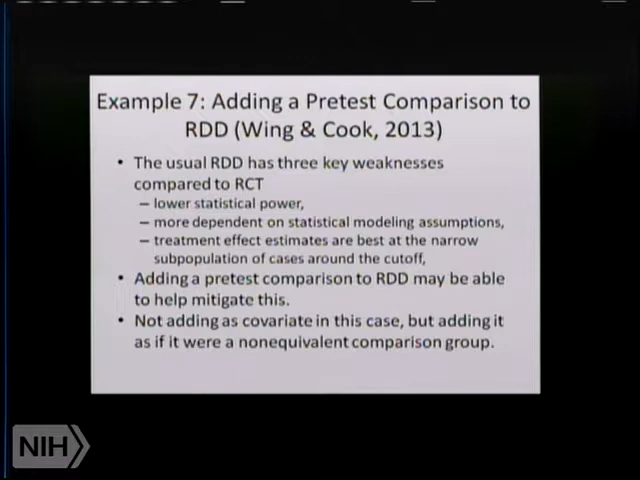 Example 7: Adding a Pretest Comparison to
RDD (Wing & Cook, 2013)
• The usual RDD has three key weaknesses
compared to RCT
– lower statistical power,
– more dependent on statistical modeling assumptions,
– treatment effect estimates are best at the narrow
subpopulation of cases around the cutoff,
• Adding a pretest comparison to RDD may be able
to help mitigate this.
• Not adding as covariate in this case, but adding it
as if it were a nonequivalent comparison group.
NIH